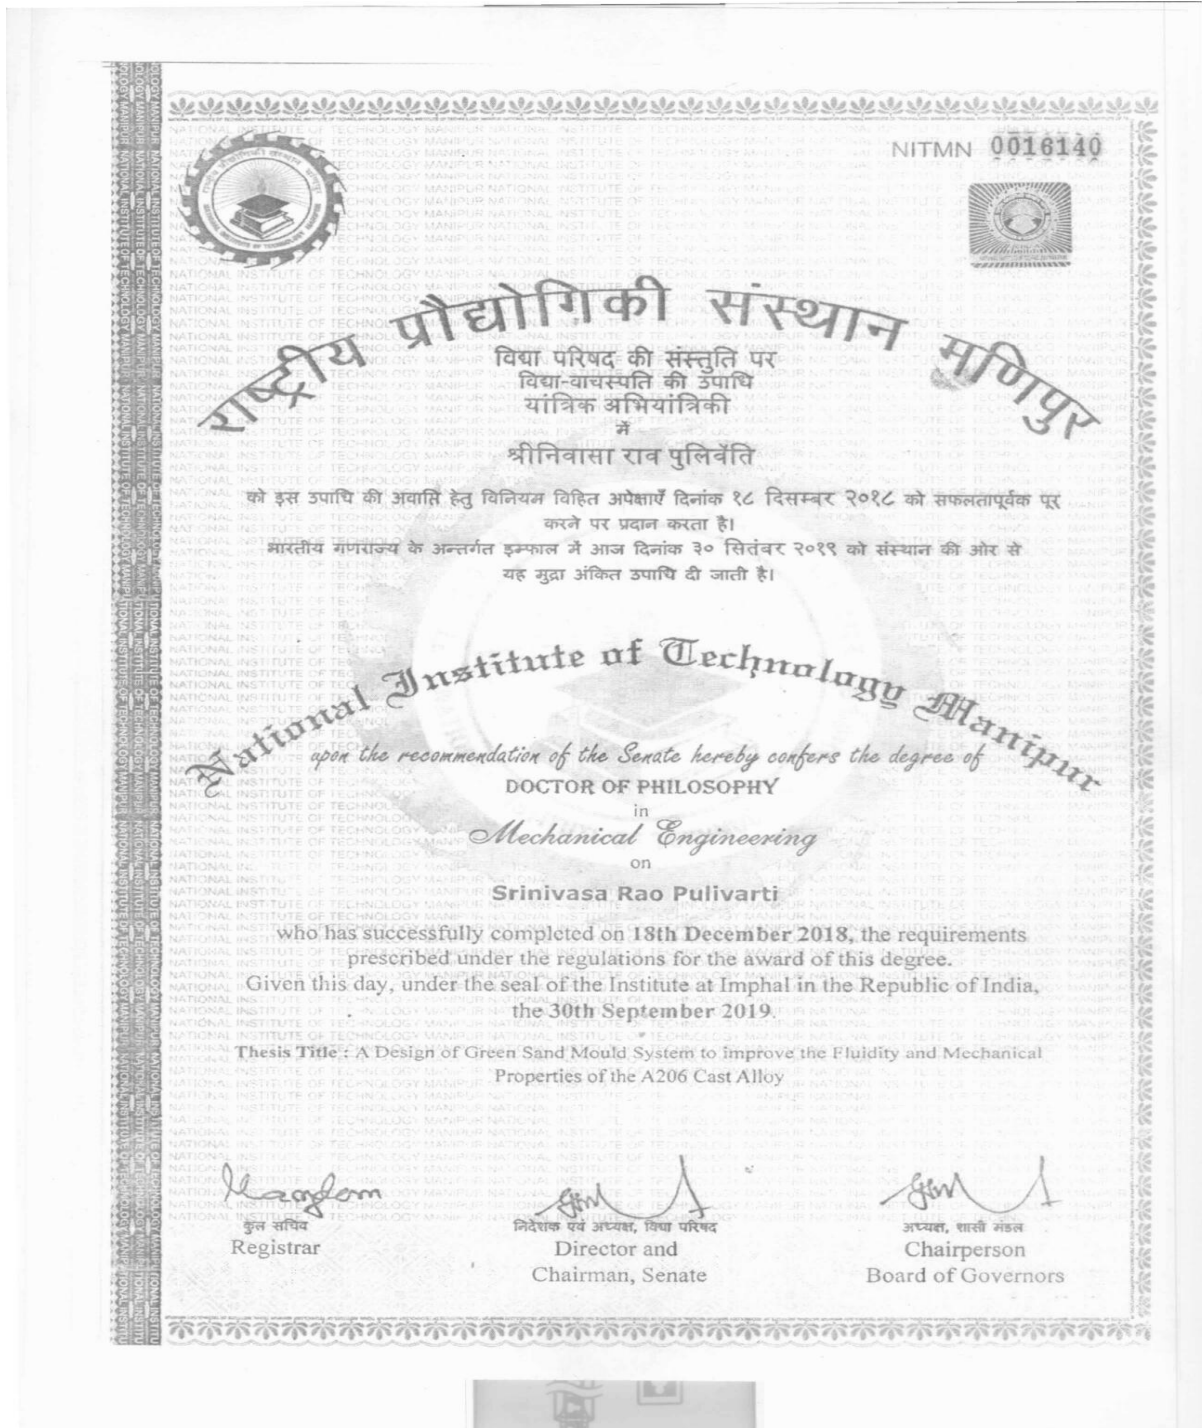 NITMN 0016140
राष्ट्रीय प्रौद्योगिकी संस्थान मणिपुर
विद्या परिषद की संस्तुति पर
विद्या-वाचस्पति की उपाधि
यांत्रिक अभियांत्रिकी
में
श्रीनिवासा राव पुलिवेंति
को इस उपाधि की अवाप्ति हेतु विनियम विहित अपेक्षाएँ दिनांक १८ दिसम्बर २०१८ को सफलतापूर्वक पूर
करने पर प्रदान करता है।
भारतीय गणराज्य के अन्तर्गत इम्फाल में आज दिनांक ३० सितंबर २०१९ को संस्थान की ओर से
यह मुद्रा अंकित उपाधि दी जाती है।
National Institute of Technology Manipur
upon the recommendation of the Senate hereby confers the degree of
DOCTOR OF PHILOSOPHY
in
Mechanical Engineering
on
Srinivasa Rao Pulivarti
who has successfully completed on 18th December 2018, the requirements
prescribed under the regulations for the award of this degree.
Given this day, under the seal of the Institute at Imphal in the Republic of India,
the 30th September 2019.
Thesis Title : A Design of Green Sand Mould System to improve the Fluidity and Mechanical
Properties of the A206 Cast Alloy
कुल सचिव
Registrar
निदेशक एवं अध्यक्ष, विद्या परिषद
Director and
Chairman, Senate
अध्यक्ष, शासी मंडल
Chairperson
Board of Governors